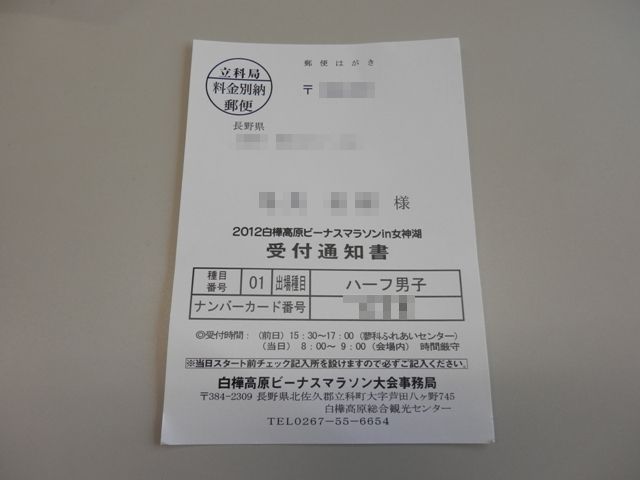 郵便はがき
立科局
料金別納
郵便
〒
長野県
様
2012白樺高原ビーナスマラソンin女神湖
受付通知書
種目番号 01 出場種目 ハーフ男子
ナンバーカード番号
◎受付時間：（前日）15：30～17：00（蓼科ふれあいセンター）
（当日） 8：00～ 9：00（会場内） 時間厳守
※当日スタート前チェック記入所を設けますので必ずご記入ください。
白樺高原ビーナスマラソン大会事務局
〒384-2309 長野県北佐久郡立科町大字芦田八ヶ野745
白樺高原総合観光センター
TEL0267-55-6654